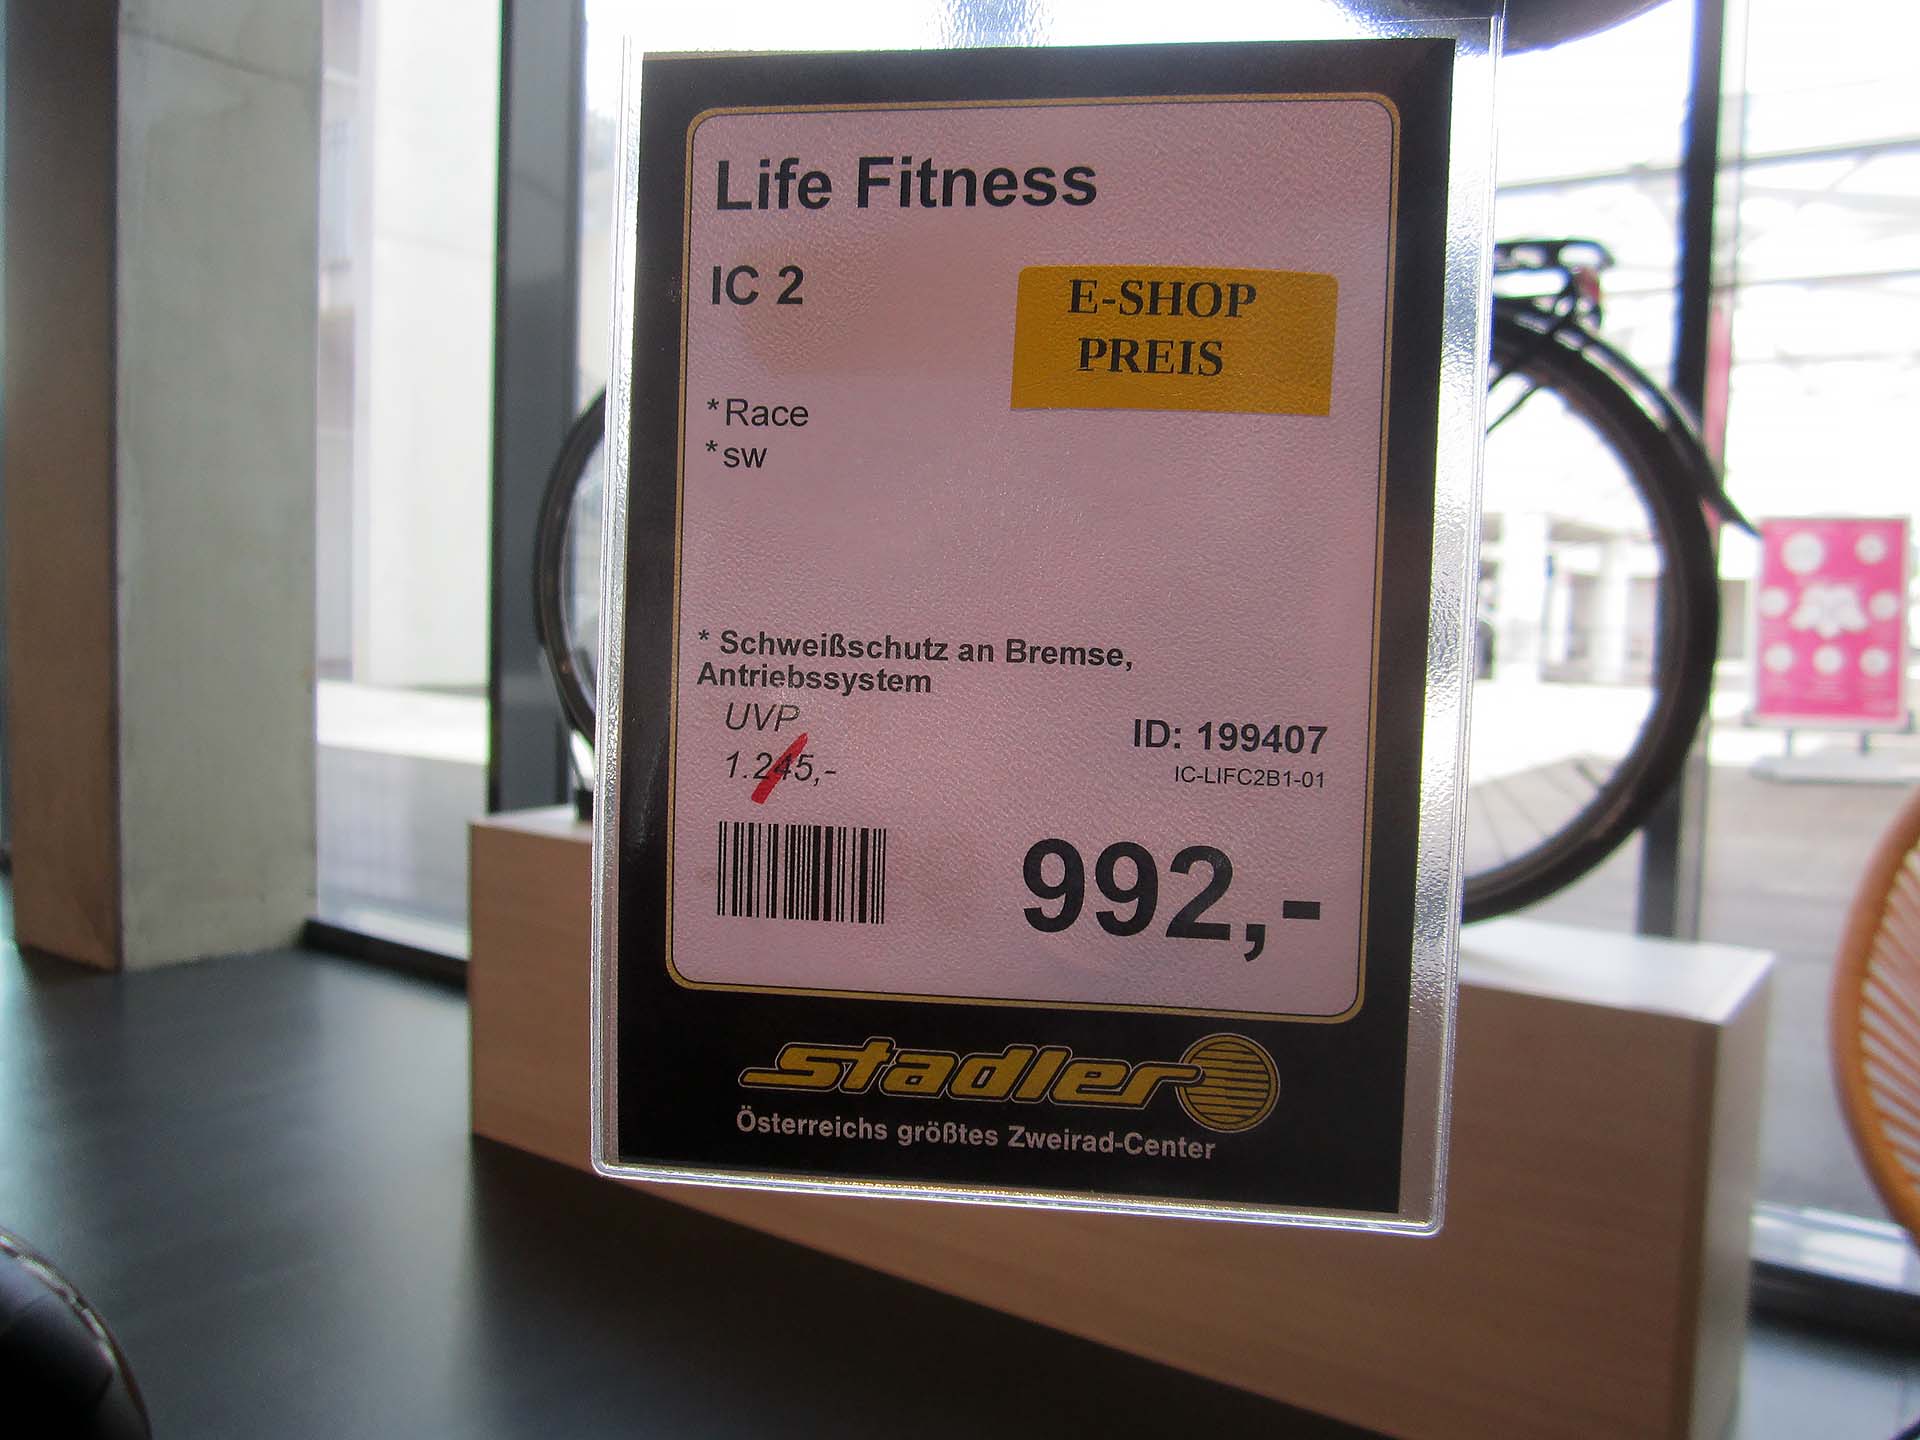 Life Fitness
IC 2
E-SHOP
PREIS
*Race
*sw
* Schweißschutz an Bremse,
Antriebssystem
UVP
1.245,-
ID: 199407
IC-LIFC2B1-01
992,-
stadler
Österreichs größtes Zweirad-Center